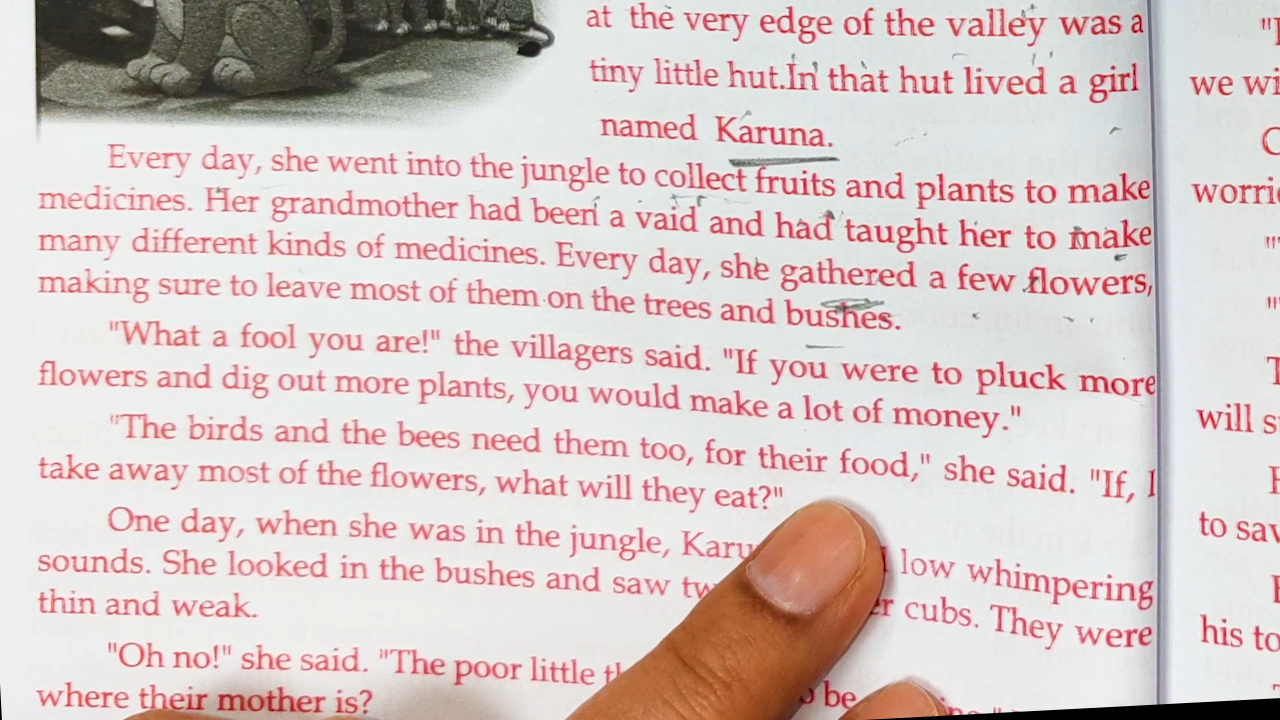 at the very edge of the valley was a
tiny little hut.In that hut lived a girl
named Karuna.
Every day, she went into the jungle to collect fruits and plants to make
medicines. Her grandmother had been a vaid and had taught her to make
many different kinds of medicines. Every day, she gathered a few flowers,
making sure to leave most of them on the trees and bushes.
"What a fool you are!" the villagers said. "If you were to pluck more
flowers and dig out more plants, you would make a lot of money."
"The birds and the bees need them too, for their food," she said. "If, I
take away most of the flowers, what will they eat?"
One day, when she was in the jungle, low whimpering
sounds. She looked in the bushes and saw cubs. They were
thin and weak.
"Oh no!" she said. "The poor little be
where their mother is?
we
will
to
his to